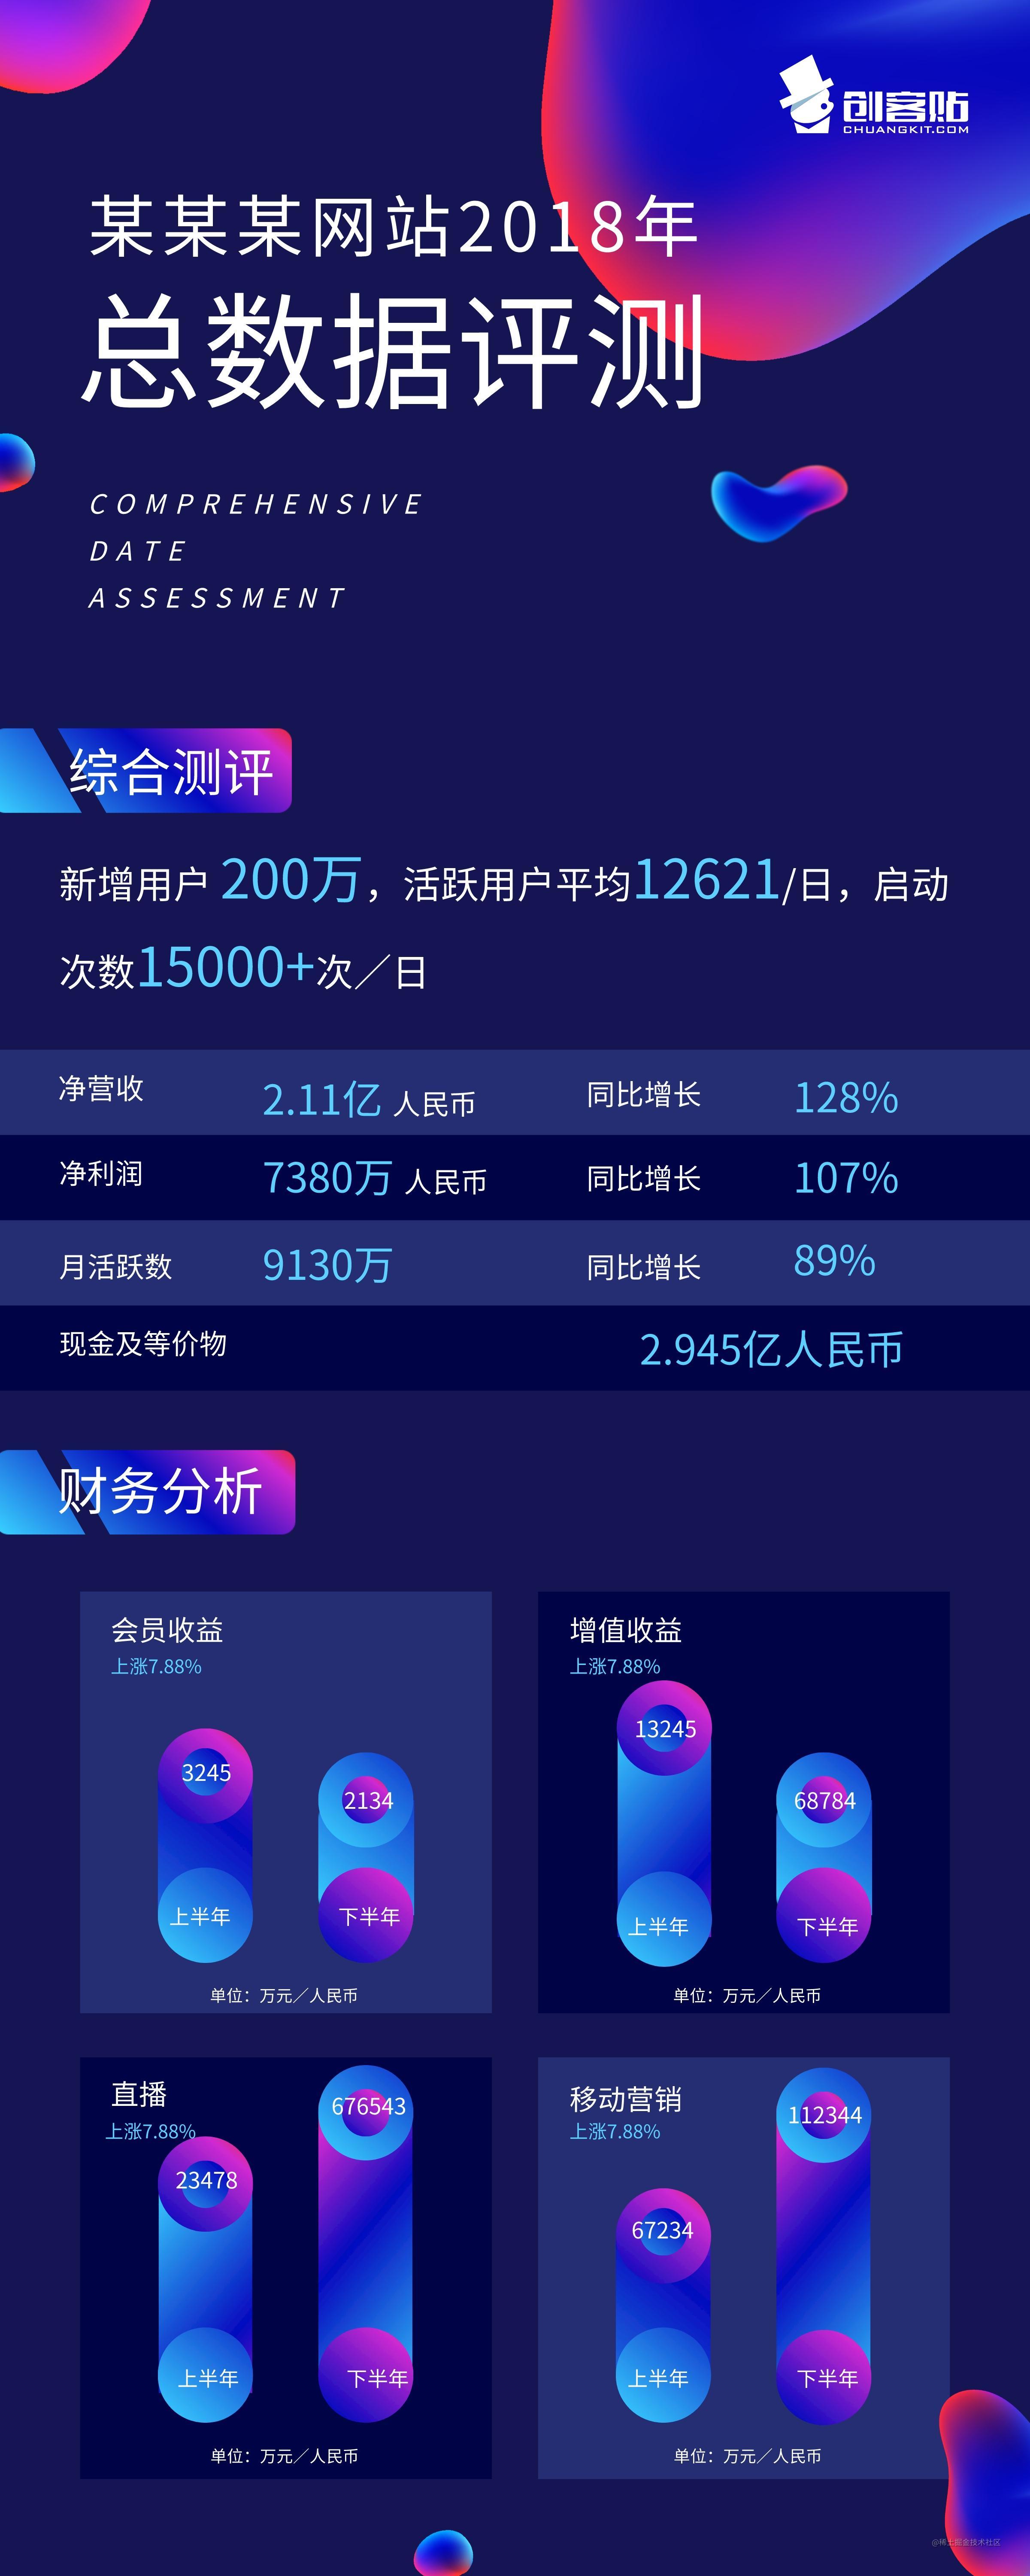 创客贴
CHUANGKIT.COM
某某某网站2018年
总数据评测
COMPREHENSIVE
DATE
ASSESSMENT
综合测评
新增用户 200万，活跃用户平均12621/日，启动
次数15000+次／日
净营收 2.11亿 人民币 同比增长 128%
净利润 7380万 人民币 同比增长 107%
月活跃数 9130万 同比增长 89%
现金及等价物 2.945亿人民币
财务分析
会员收益
上涨7.88%
3245
2134
上半年
下半年
单位：万元／人民币
增值收益
上涨7.88%
13245
68784
上半年
下半年
单位：万元／人民币
直播
上涨7.88%
676543
23478
上半年
下半年
单位：万元／人民币
移动营销
上涨7.88%
112344
67234
上半年
下半年
单位：万元／人民币
@稀土掘金技术社区